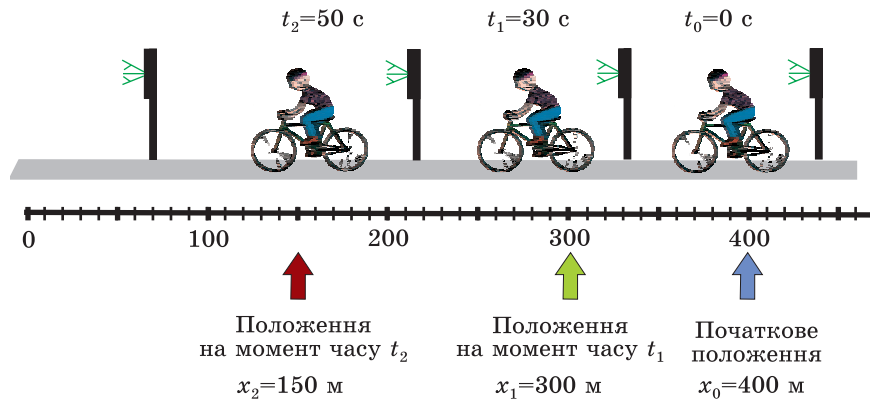 t₂=50 с
t₁=30 с
t₀=0 с
0
100
200
300
400
Положення
на момент часу t₂
x₂=150 м
Положення
на момент часу t₁
x₁=300 м
Початкове
положення
x₀=400 м